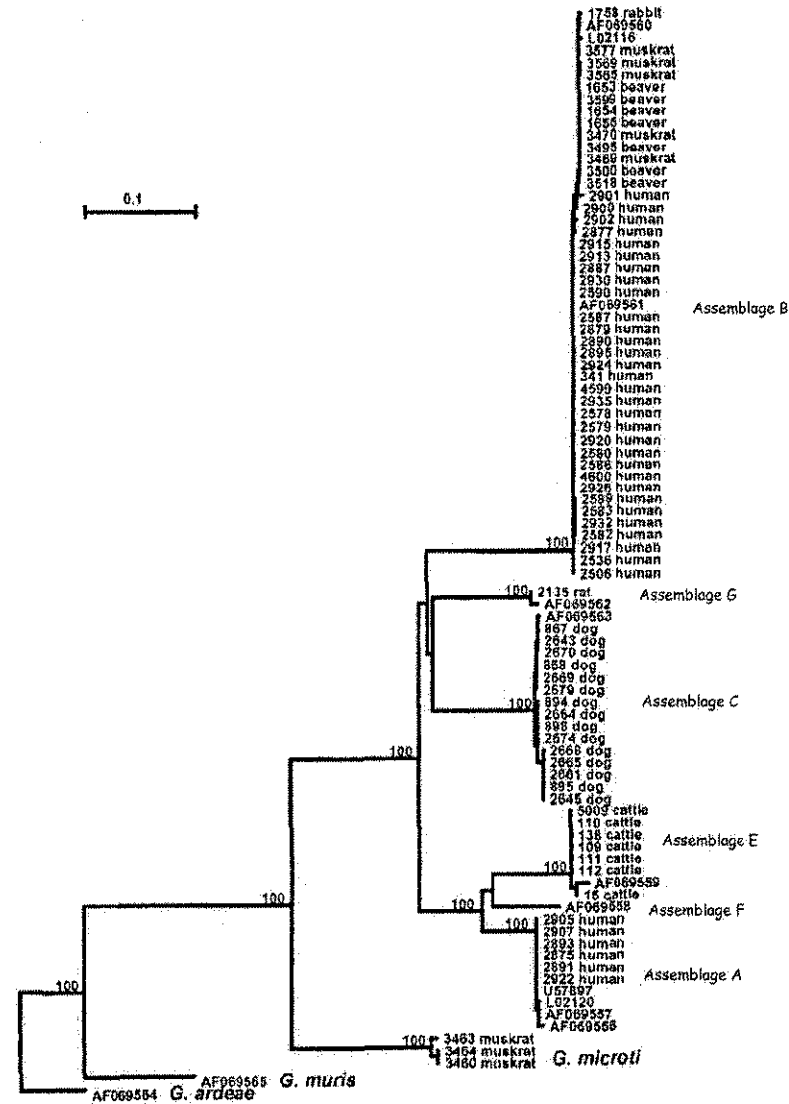 1758 rabbit
AF069560
L02116
3577 muskrat
3569 muskrat
3565 muskrat
1653 beaver
3599 beaver
1654 beaver
1655 beaver
3470 muskrat
3495 beaver
3469 muskrat
3500 beaver
3518 beaver
0.1
2901 human
2900 human
2902 human
2877 human
2915 human
2913 human
2887 human
2930 human
2590 human
AF069561
Assemblage B
2587 human
2879 human
2890 human
2895 human
2924 human
341 human
4599 human
2935 human
2578 human
2579 human
2920 human
2580 human
2586 human
4600 human
2926 human
2589 human
2583 human
2932 human
2582 human
100
2917 human
2536 human
2506 human
100
2135 rat
Assemblage G
AF069562
AF069563
867 dog
2643 dog
2670 dog
858 dog
2669 dog
2579 dog
100
894 dog
Assemblage C
2664 dog
898 dog
2574 dog
100
2668 dog
2665 dog
2661 dog
895 dog
2645 dog
5009 cattle
110 cattle
138 cattle
Assemblage E
109 cattle
100
111 cattle
112 cattle
AF069559
15 cattle
100
AF069558
Assemblage F
100
2905 human
2907 human
2893 human
2875 human
2891 human
Assemblage A
2922 human
U57897
100
L02120
AF069557
AF069556
3463 muskrat
100
3464 muskrat
G. microti
3460 muskrat
AF069565 G. muris
AF069564 G. ardeae